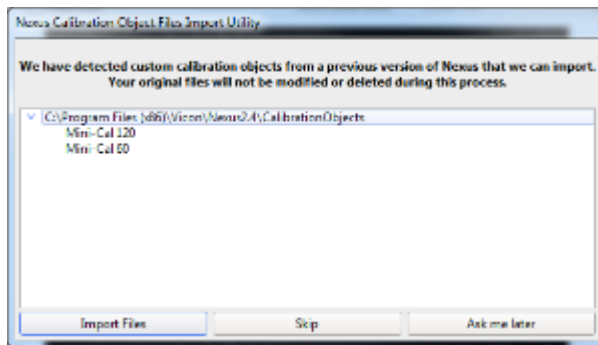 Nexus Calibration Object Files Import Utility
We have detected custom calibration objects from a previous version of Nexus that we can import.
Your original files will not be modified or deleted during this process.
C:\Program Files (x86)\Vicon\Nexus2.4\CalibrationObjects
Mini-Cal 120
Mini-Cal 60
Import Files Skip Ask me later